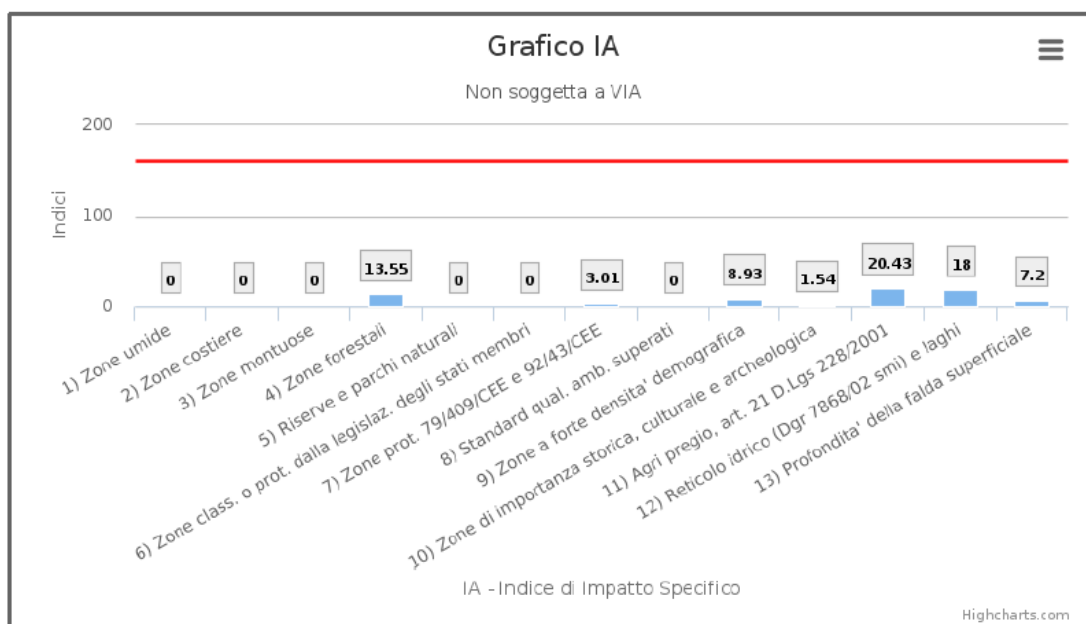 Grafico IA
Non soggetta a VIA
200
100
0
Indici
0
0
0
13.55
0
0
3.01
0
8.93
1.54
20.43
18
7.2
1) Zone umide
2) Zone costiere
3) Zone montuose
4) Zone forestali
5) Riserve e parchi naturali
6) Zone class. o prot. dalla legislaz. degli stati membri
7) Zone prot. 79/409/CEE e 92/43/CEE
8) Standard qual. amb. superati
9) Zone a forte densita' demografica
10) Zone di importanza storica, culturale e archeologica
11) Agri pregio, art. 21 D.Lgs 228/2001
12) Reticolo idrico (Dgr 7868/02 smi) e laghi
13) Profondita' della falda superficiale
IA - Indice di Impatto Specifico
Highcharts.com